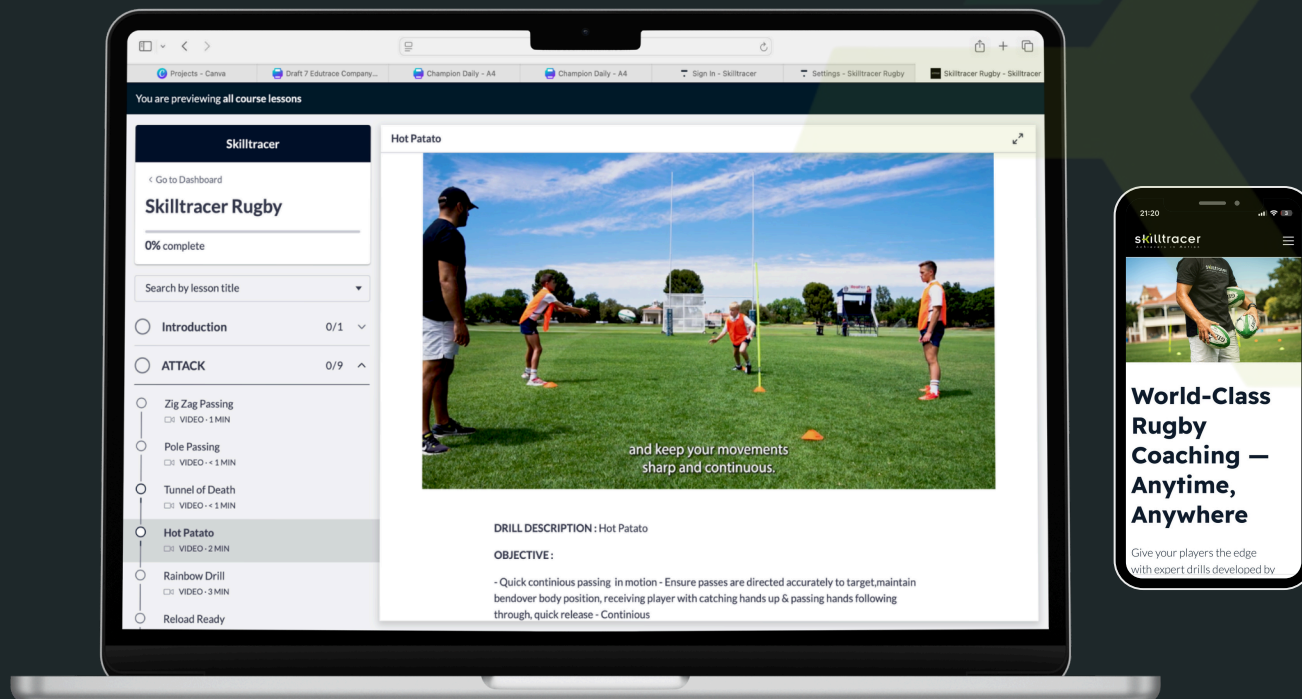 Projects - Canva
Draft 7 Edutrace Company...
Champion Daily - A4
Champion Daily - A4
Sign In - Skilltracer
Settings - Skilltracer Rugby
Skilltracer Rugby - Skilltracer
You are previewing all course lessons
Skilltracer
< Go to Dashboard
Skilltracer Rugby
0% complete
Search by lesson title
Introduction 0/1
ATTACK 0/9
Zig Zag Passing
VIDEO · 1 MIN
Pole Passing
VIDEO · < 1 MIN
Tunnel of Death
VIDEO · < 1 MIN
Hot Patato
VIDEO · 2 MIN
Rainbow Drill
VIDEO · 3 MIN
Reload Ready
Hot Patato
and keep your movements
sharp and continuous.
DRILL DESCRIPTION : Hot Patato
OBJECTIVE :
- Quick continious passing in motion - Ensure passes are directed accurately to target,maintain
bendover body position, receiving player with catching hands up & passing hands following
through, quick release - Continious
21:20
skilltracer
World-Class
Rugby
Coaching —
Anytime,
Anywhere
Give your players the edge
with expert drills developed by